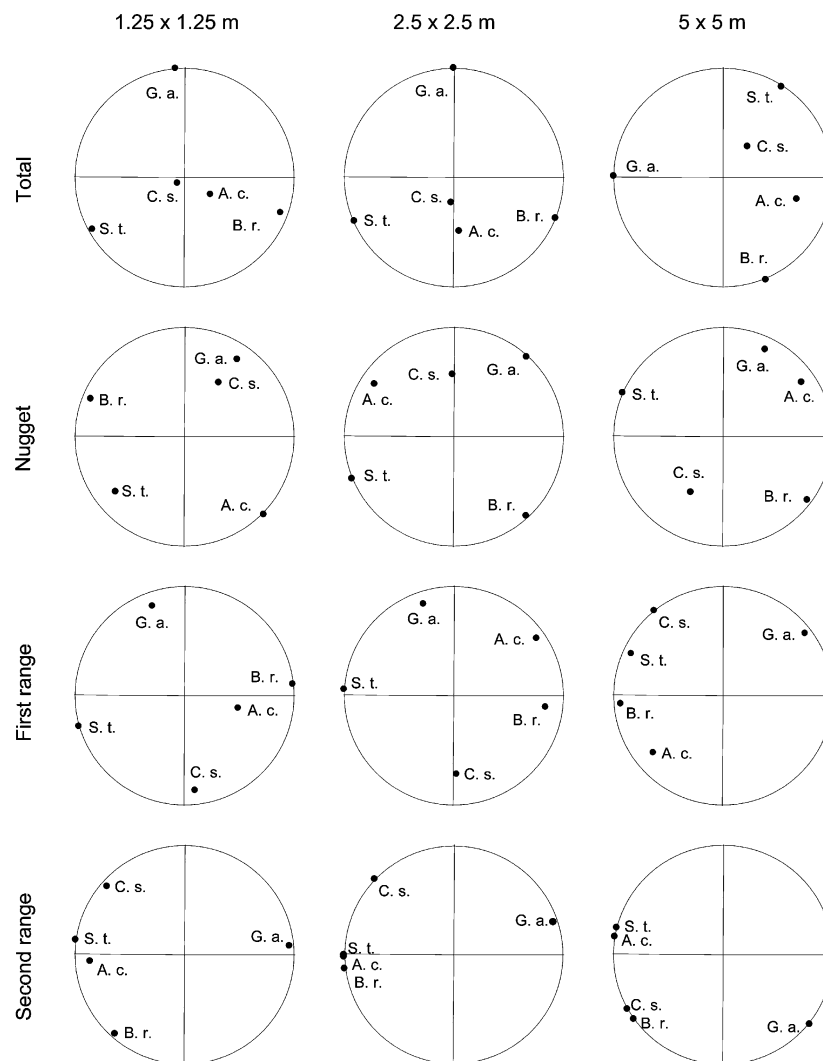 1.25 x 1.25 m
2.5 x 2.5 m
5 x 5 m
Total
G. a.
C. s.
A. c.
B. r.
S. t.
G. a.
C. s.
S. t.
A. c.
B. r.
S. t.
C. s.
G. a.
A. c.
B. r.
Nugget
G. a.
C. s.
B. r.
S. t.
A. c.
C. s.
G. a.
A. c.
S. t.
B. r.
G. a.
S. t.
A. c.
C. s.
B. r.
First range
G. a.
B. r.
A. c.
S. t.
C. s.
G. a.
A. c.
S. t.
B. r.
C. s.
C. s.
G. a.
S. t.
B. r.
A. c.
Second range
C. s.
S. t.
G. a.
A. c.
B. r.
C. s.
G. a.
S. t.
A. c.
B. r.
S. t.
A. c.
C. s.
B. r.
G. a.